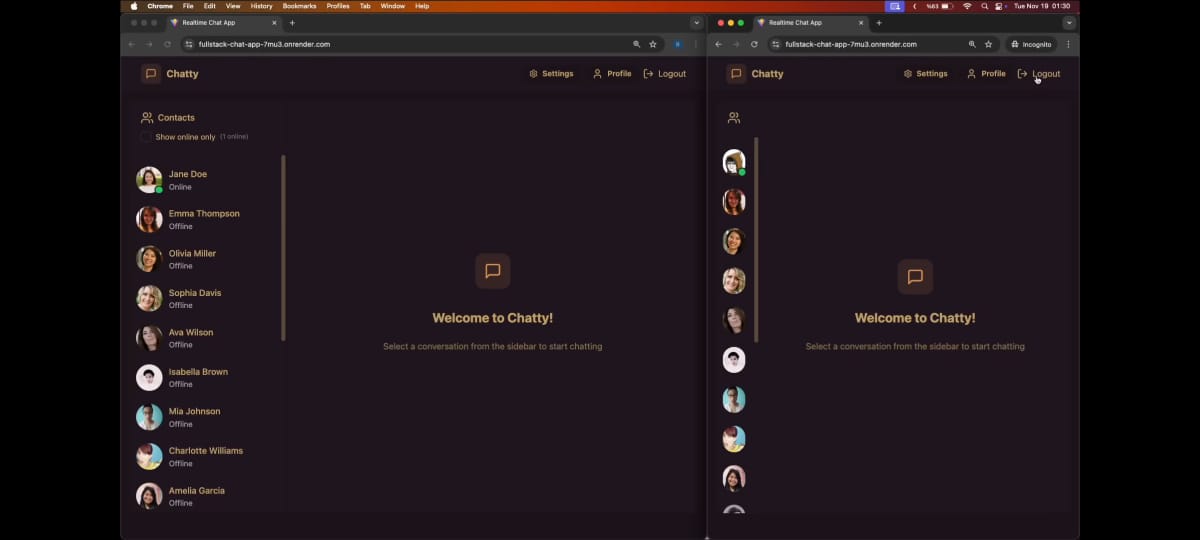 Chrome File Edit View History Bookmarks Profiles Tab Window Help
%63 Tue Nov 19 01:30
Realtime Chat App
fullstack-chat-app-7mu3.onrender.com
Chatty
Settings Profile Logout
Contacts
Show online only (1 online)
Jane Doe
Online
Emma Thompson
Offline
Olivia Miller
Offline
Sophia Davis
Offline
Ava Wilson
Offline
Isabella Brown
Offline
Mia Johnson
Offline
Charlotte Williams
Offline
Amelia Garcia
Offline
Welcome to Chatty!
Select a conversation from the sidebar to start chatting
Realtime Chat App
fullstack-chat-app-7mu3.onrender.com
Incognito
Chatty
Settings Profile Logout
Welcome to Chatty!
Select a conversation from the sidebar to start chatting